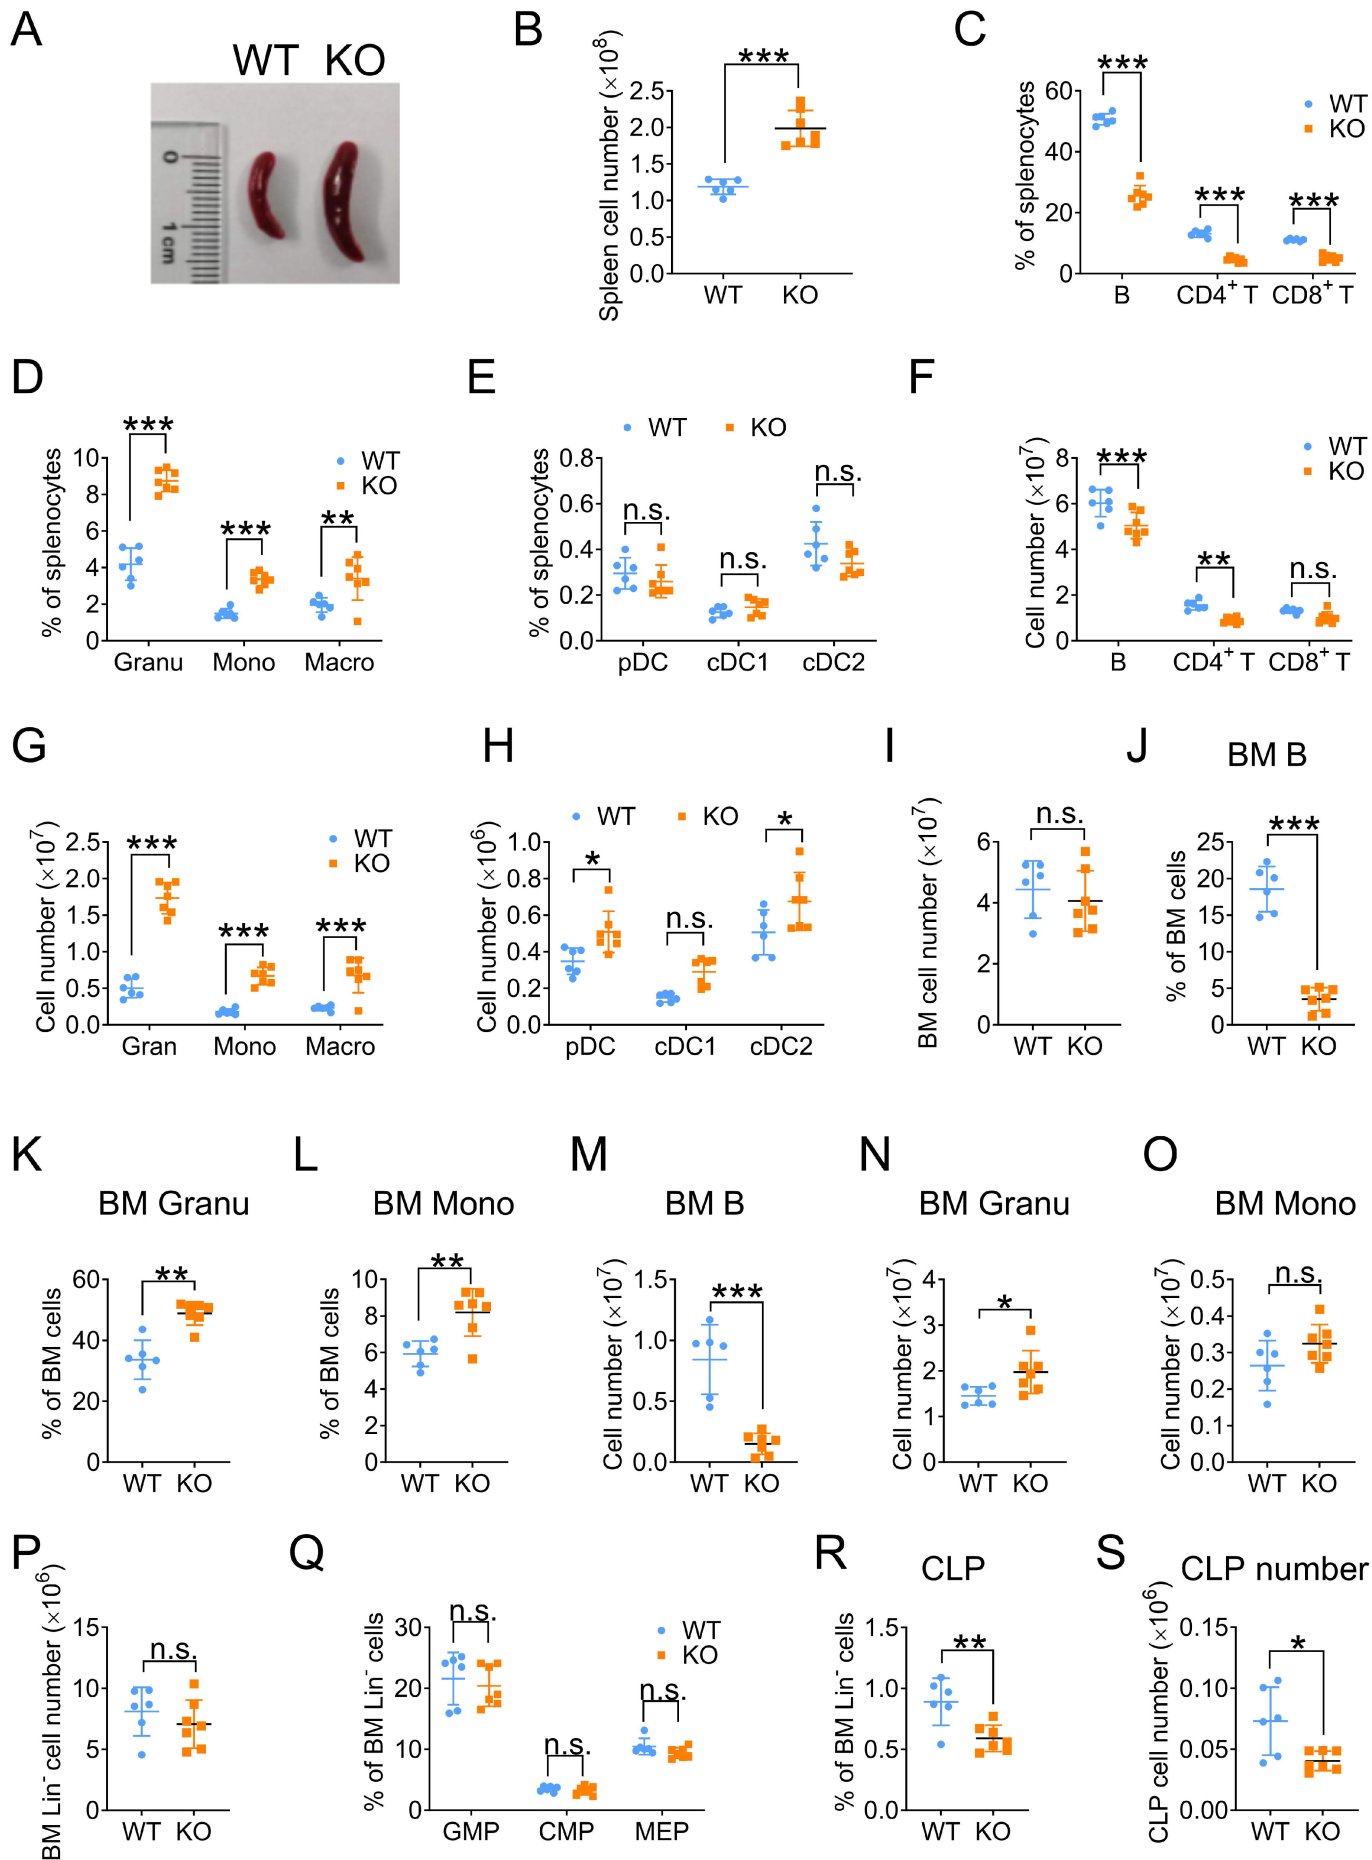 A
WT KO
0
1 cm
B
Spleen cell number (×10⁸)
2.5
2.0
1.5
1.0
0.5
0.0
***
WT KO
C
% of splenocytes
60
40
20
0
***
***
***
WT
KO
B CD4⁺ T CD8⁺ T
D
% of splenocytes
10
8
6
4
2
0
***
***
**
WT
KO
Granu Mono Macro
E
WT KO
% of splenocytes
0.8
0.6
0.4
0.2
0.0
n.s.
n.s.
n.s.
pDC cDC1 cDC2
F
Cell number (×10⁷)
8
6
4
2
0
***
**
n.s.
WT
KO
B CD4⁺ T CD8⁺ T
G
Cell number (×10⁷)
2.5
2.0
1.5
1.0
0.5
0.0
***
***
***
WT
KO
Gran Mono Macro
H
WT KO
Cell number (×10⁶)
1.0
0.8
0.6
0.4
0.2
0.0
*
n.s.
*
pDC cDC1 cDC2
I
BM cell number (×10⁷)
6
4
2
0
n.s.
WT KO
J
BM B
% of BM cells
25
20
15
10
5
0
***
WT KO
K
BM Granu
% of BM cells
60
40
20
0
**
WT KO
L
BM Mono
% of BM cells
10
8
6
4
2
0
**
WT KO
M
BM B
Cell number (×10⁷)
1.5
1.0
0.5
0.0
***
WT KO
N
BM Granu
Cell number (×10⁷)
4
3
2
1
0
*
WT KO
O
BM Mono
Cell number (×10⁷)
0.5
0.4
0.3
0.2
0.1
0.0
n.s.
WT KO
P
BM Lin⁻ cell number (×10⁶)
15
10
5
0
n.s.
WT KO
Q
% of BM Lin⁻ cells
30
20
10
0
n.s.
n.s.
n.s.
WT
KO
GMP CMP MEP
R
CLP
% of BM Lin⁻ cells
1.5
1.0
0.5
0.0
**
WT KO
S
CLP number
CLP cell number (×10⁶)
0.15
0.10
0.05
0.00
*
WT KO